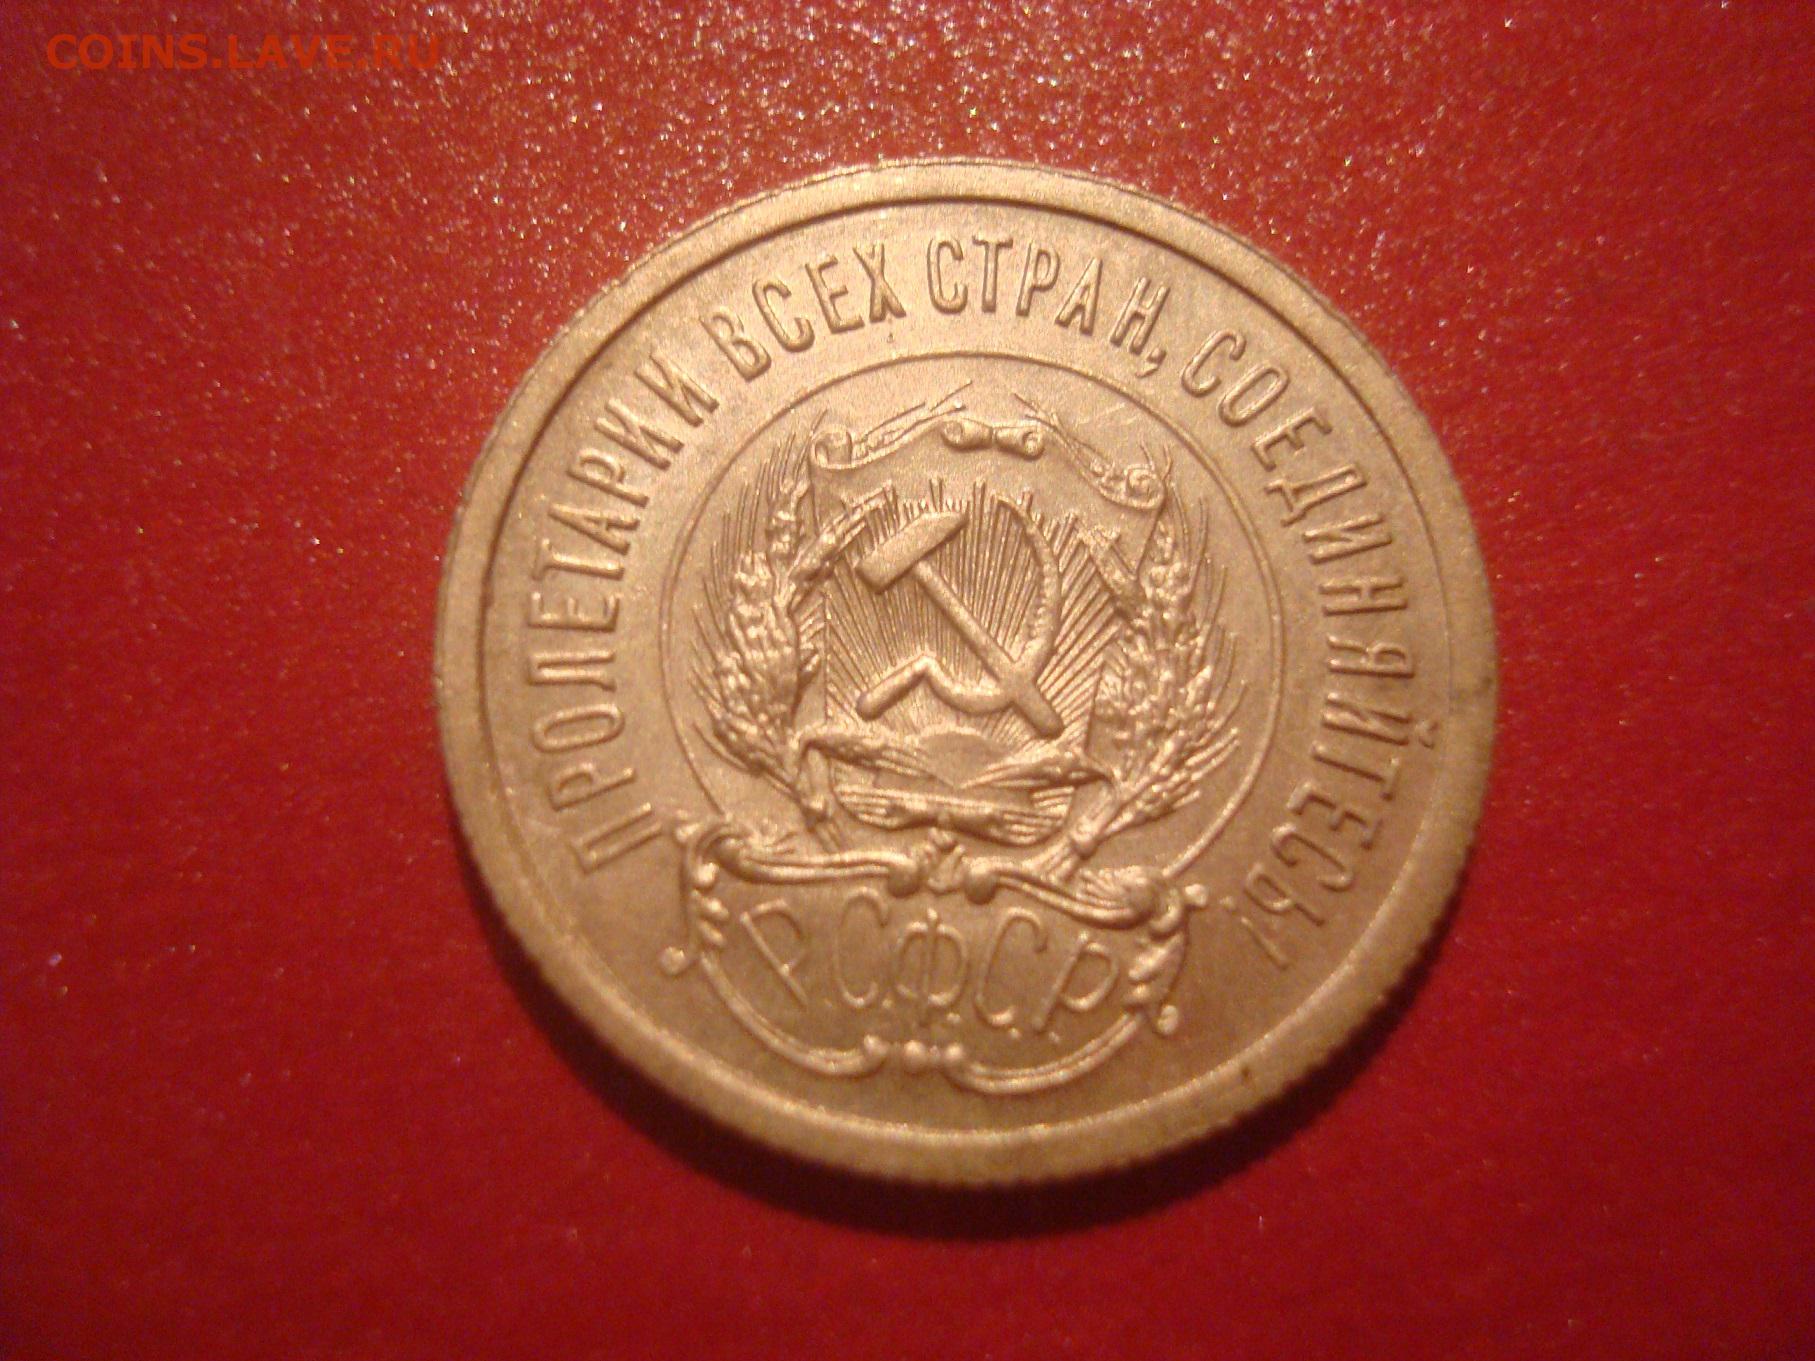 COINS.LAVE.RU
ПРОЛЕТАРИИ ВСЕХ СТРАН, СОЕДИНЯЙТЕСЬ!
Р.С.Ф.С.Р.